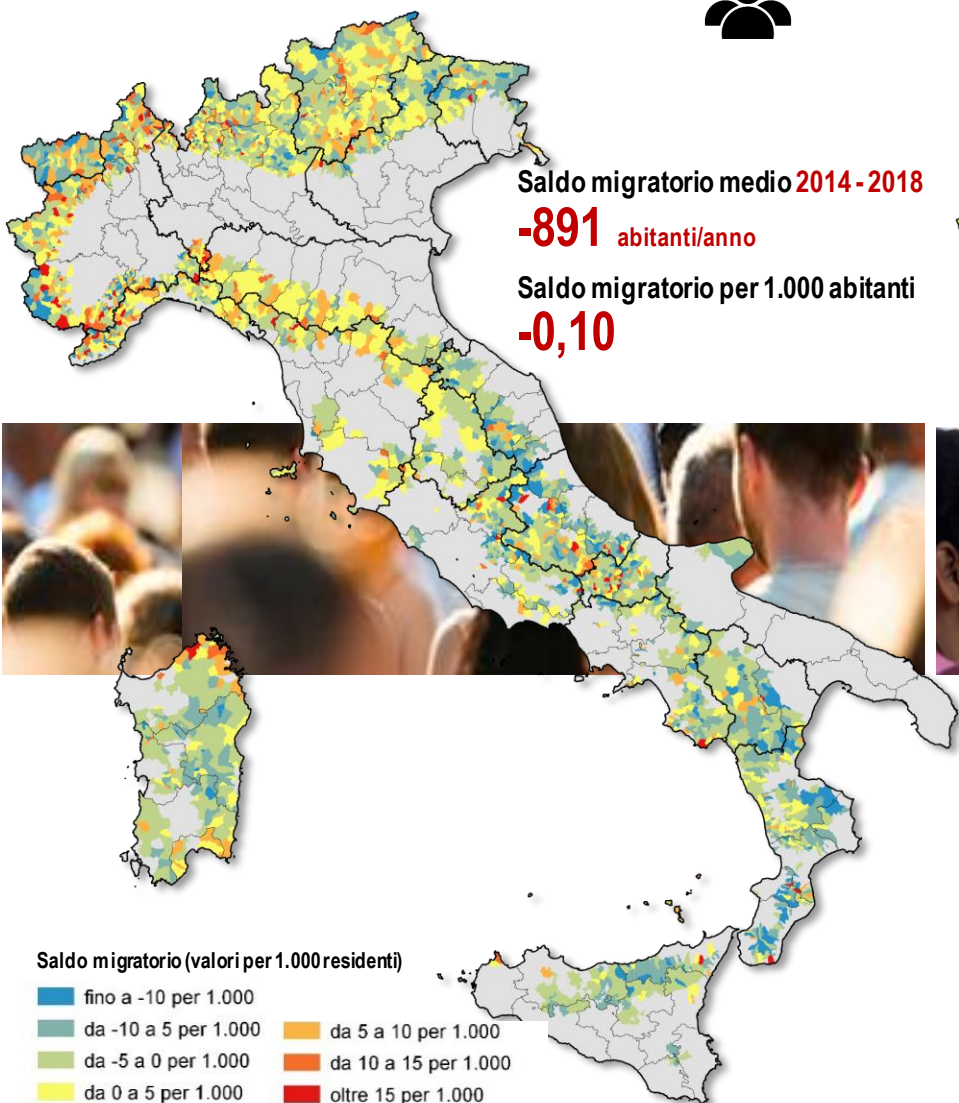 Saldo migratorio medio 2014 - 2018
-891 abitanti/anno
Saldo migratorio per 1.000 abitanti
-0,10
Saldo migratorio (valori per 1.000 residenti)
fino a -10 per 1.000
da -10 a 5 per 1.000
da -5 a 0 per 1.000
da 0 a 5 per 1.000
da 5 a 10 per 1.000
da 10 a 15 per 1.000
oltre 15 per 1.000